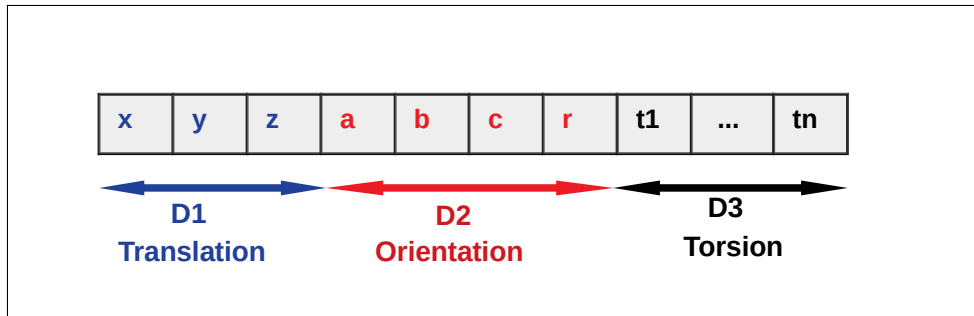 x y z a b c r t1 ... tn
D1 D2 D3
Translation Orientation Torsion